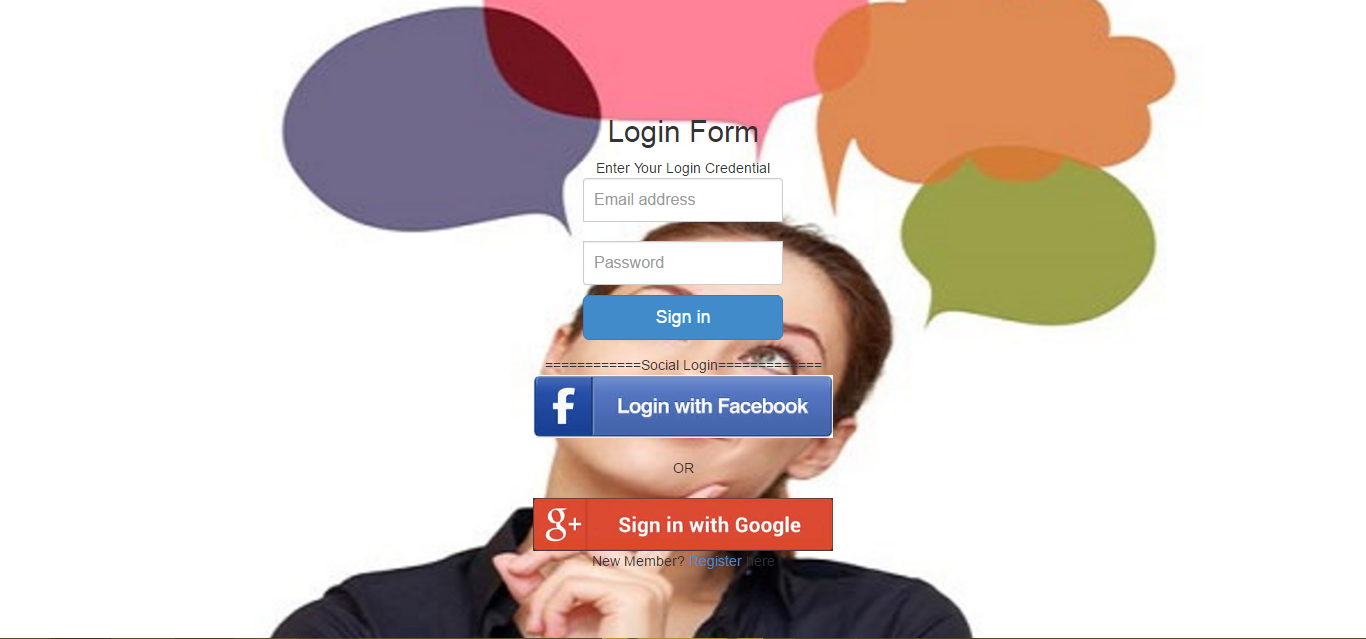 Login Form
Enter Your Login Credential
Email address
Password
Sign in
============Social Login=============
f Login with Facebook
OR
g+ Sign in with Google
New Member? Register here